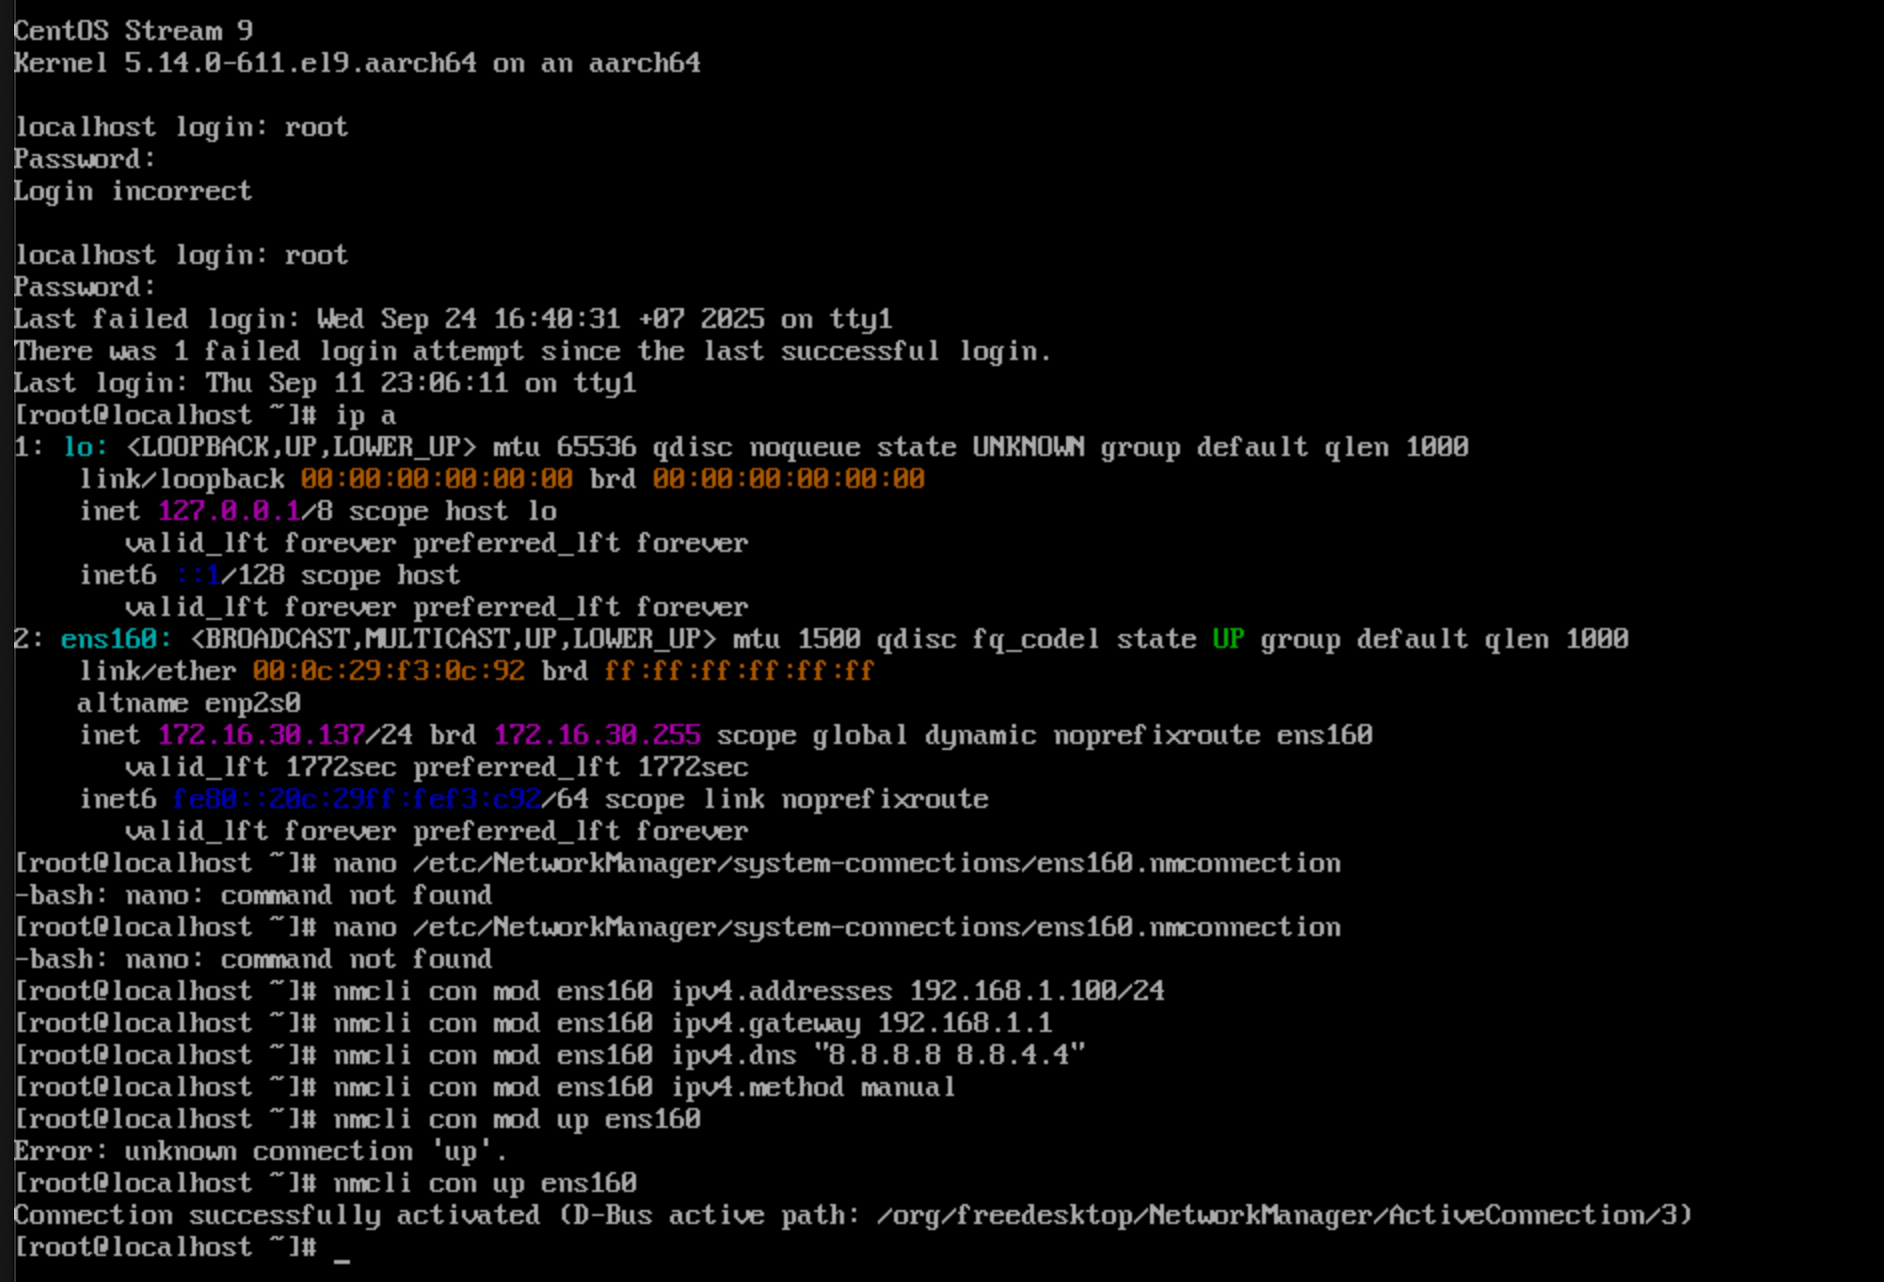 CentOS Stream 9
Kernel 5.14.0-611.el9.aarch64 on an aarch64
localhost login: root
Password:
Login incorrect
localhost login: root
Password:
Last failed login: Wed Sep 24 16:40:31 +07 2025 on tty1
There was 1 failed login attempt since the last successful login.
Last login: Thu Sep 11 23:06:11 on tty1
[root@localhost ~]# ip a
1: lo: <LOOPBACK,UP,LOWER_UP> mtu 65536 qdisc noqueue state UNKNOWN group default qlen 1000
    link/loopback 00:00:00:00:00:00 brd 00:00:00:00:00:00
    inet 127.0.0.1/8 scope host lo
       valid_lft forever preferred_lft forever
    inet6 ::1/128 scope host
       valid_lft forever preferred_lft forever
2: ens160: <BROADCAST,MULTICAST,UP,LOWER_UP> mtu 1500 qdisc fq_codel state UP group default qlen 1000
    link/ether 00:0c:29:f3:0c:92 brd ff:ff:ff:ff:ff:ff
    altname enp2s0
    inet 172.16.30.137/24 brd 172.16.30.255 scope global dynamic noprefixroute ens160
       valid_lft 1772sec preferred_lft 1772sec
    inet6 fe80::20c:29ff:fef3:c92/64 scope link noprefixroute
       valid_lft forever preferred_lft forever
[root@localhost ~]# nano /etc/NetworkManager/system-connections/ens160.nmconnection
-bash: nano: command not found
[root@localhost ~]# nano /etc/NetworkManager/system-connections/ens160.nmconnection
-bash: nano: command not found
[root@localhost ~]# nmcli con mod ens160 ipv4.addresses 192.168.1.100/24
[root@localhost ~]# nmcli con mod ens160 ipv4.gateway 192.168.1.1
[root@localhost ~]# nmcli con mod ens160 ipv4.dns "8.8.8.8 8.8.4.4"
[root@localhost ~]# nmcli con mod ens160 ipv4.method manual
[root@localhost ~]# nmcli con mod up ens160
Error: unknown connection 'up'.
[root@localhost ~]# nmcli con up ens160
Connection successfully activated (D-Bus active path: /org/freedesktop/NetworkManager/ActiveConnection/3)
[root@localhost ~]# _